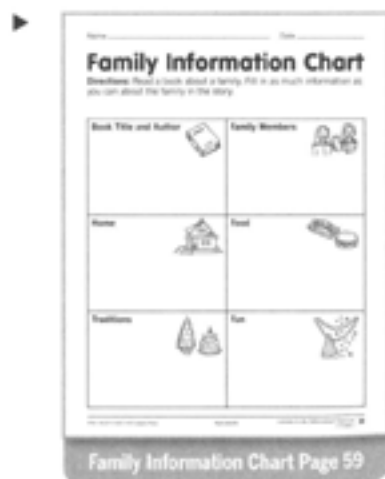 Name Date
Family Information Chart
Directions: Read a book about a family. Fill in as much information as
you can about the family in the story.
Book Title and Author Family Members
Home Food
Traditions Fun
Family Information Chart Page 59